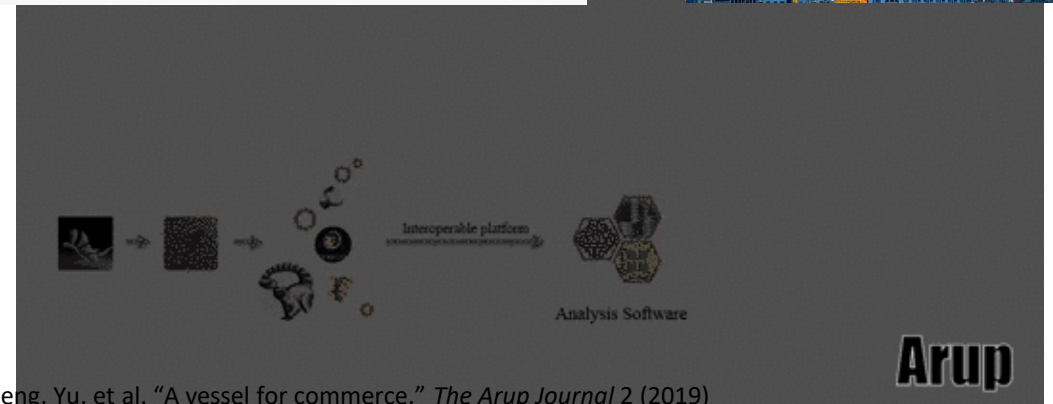 Interoperable platform
Analysis Software
Arup
eng, Yu, et al. “A vessel for commerce.” The Arup Journal 2 (2019)